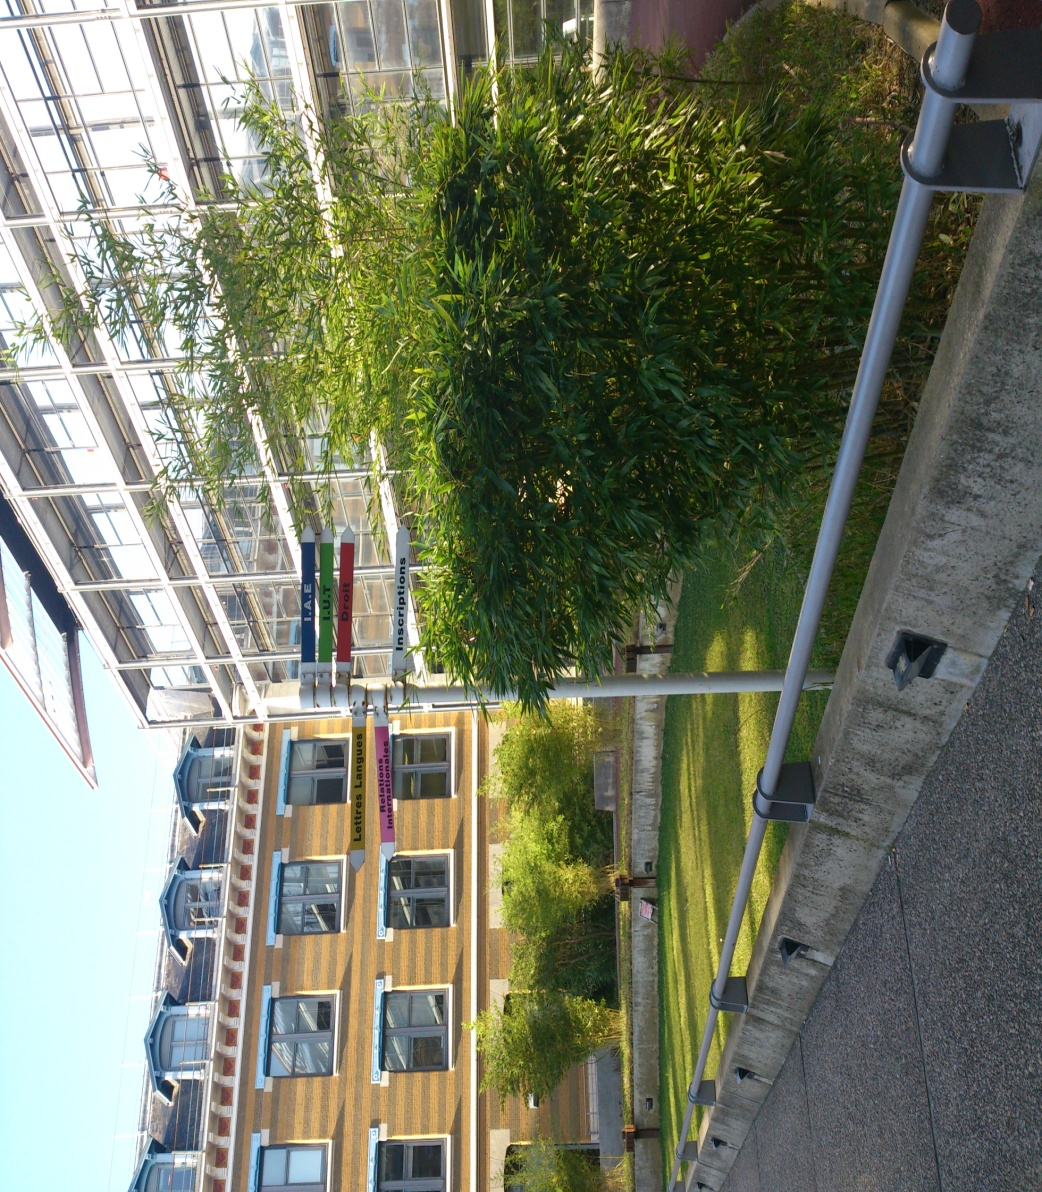 I.A.E
I.U.T
Droit
Lettres Langues
Relations
Internationales
Inscriptions